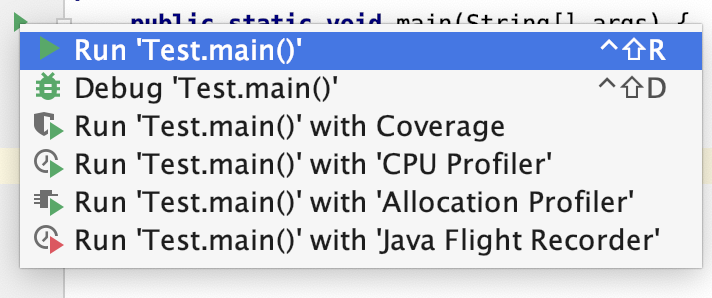 public static void main(String[] args) {
Run 'Test.main()' ^⇧R
Debug 'Test.main()' ^⇧D
Run 'Test.main()' with Coverage
Run 'Test.main()' with 'CPU Profiler'
Run 'Test.main()' with 'Allocation Profiler'
Run 'Test.main()' with 'Java Flight Recorder'